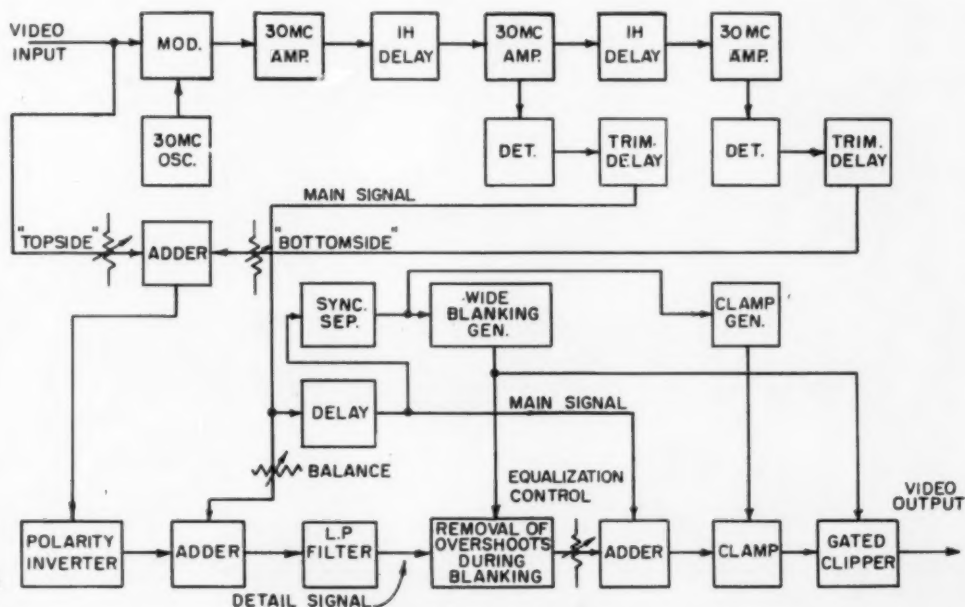 VIDEO
INPUT
MOD.
30MC
AMP.
1H
DELAY
30MC
AMP.
1H
DELAY
30MC
AMP.
30MC
OSC.
DET.
TRIM.
DELAY
DET.
TRIM.
DELAY
MAIN SIGNAL
"TOPSIDE"
ADDER
"BOTTOMSIDE"
SYNC.
SEP.
WIDE
BLANKING
GEN.
CLAMP
GEN.
DELAY
MAIN SIGNAL
BALANCE
EQUALIZATION
CONTROL
VIDEO
OUTPUT
POLARITY
INVERTER
ADDER
L.P
FILTER
REMOVAL OF
OVERSHOOTS
DURING
BLANKING
ADDER
CLAMP
GATED
CLIPPER
DETAIL SIGNAL